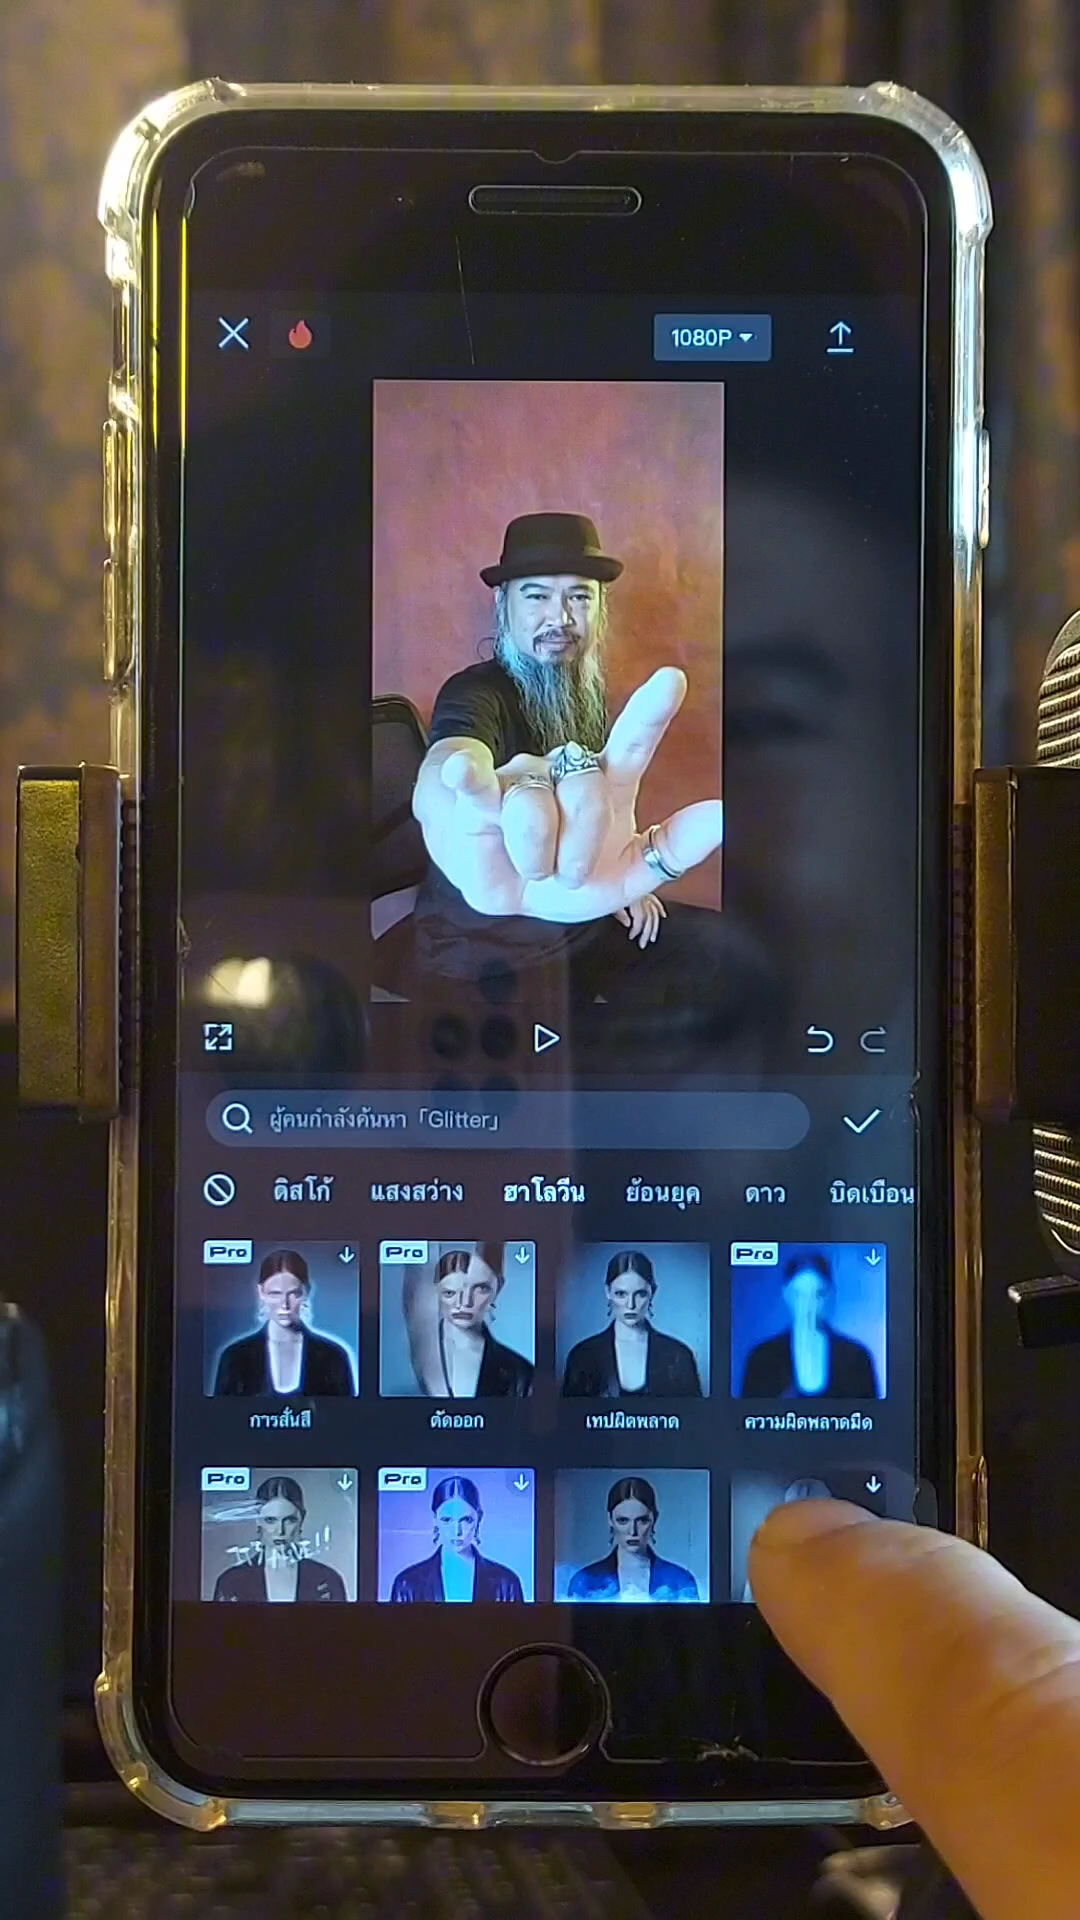 1080P
ผู้คนกำลังค้นหา「Glitter」
ดิสโก้ แสงสว่าง ฮาโลวีน ย้อนยุค ดาว บิดเบือน
Pro Pro Pro
การสั่นสี ตัดออก เทปผิดพลาด ความผิดพลาดมืด
Pro Pro
IT'S ALIVE!!